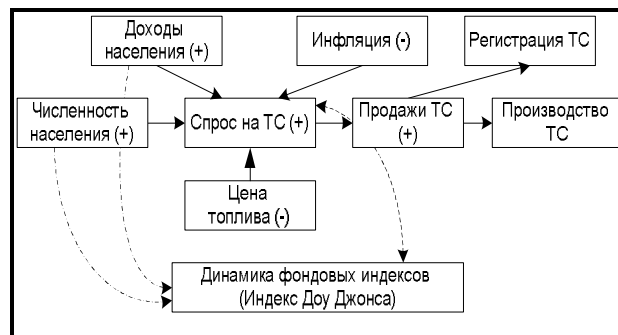 Доходы
населения (+)
Инфляция (-)
Регистрация ТС
Численность
населения (+)
Спрос на ТС (+)
Продажи ТС
(+)
Производство
ТС
Цена
топлива (-)
Динамика фондовых индексов
(Индекс Доу Джонса)